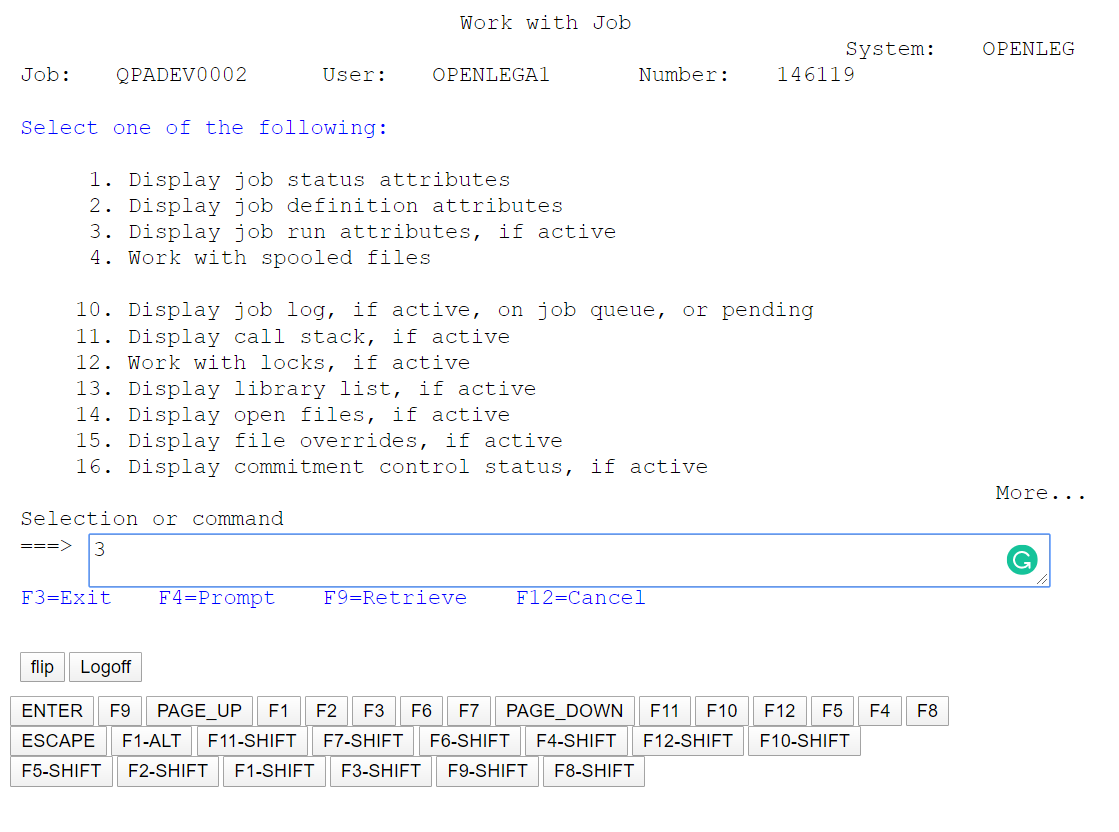 Work with Job
System: OPENLEG
Job: QPADEV0002 User: OPENLEGA1 Number: 146119
Select one of the following:
1. Display job status attributes
2. Display job definition attributes
3. Display job run attributes, if active
4. Work with spooled files
10. Display job log, if active, on job queue, or pending
11. Display call stack, if active
12. Work with locks, if active
13. Display library list, if active
14. Display open files, if active
15. Display file overrides, if active
16. Display commitment control status, if active
More...
Selection or command
===> 3
F3=Exit F4=Prompt F9=Retrieve F12=Cancel
flip Logoff
ENTER F9 PAGE_UP F1 F2 F3 F6 F7 PAGE_DOWN F11 F10 F12 F5 F4 F8
ESCAPE F1-ALT F11-SHIFT F7-SHIFT F6-SHIFT F4-SHIFT F12-SHIFT F10-SHIFT
F5-SHIFT F2-SHIFT F1-SHIFT F3-SHIFT F9-SHIFT F8-SHIFT